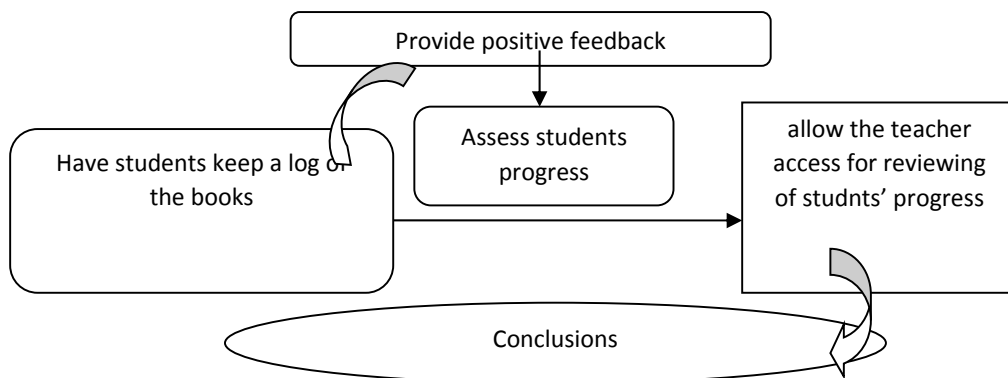 Provide positive feedback
Assess students
progress
Have students keep a log of
the books
allow the teacher
access for reviewing
of studnts’ progress
Conclusions